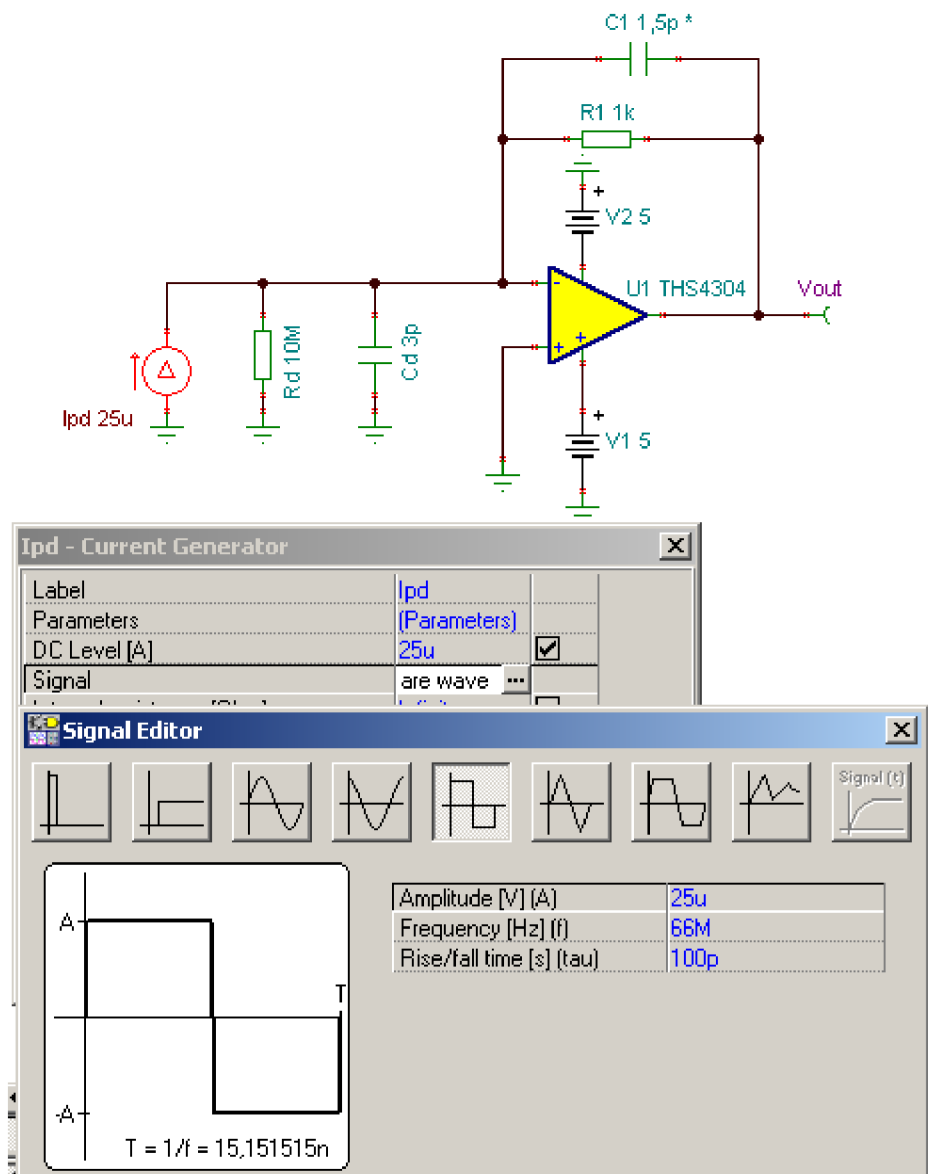 C1 1,5p *
R1 1k
+
V2 5
-
U1 THS4304
Vout
+
+
Rd 10M
Cd 3p
Ipd 25u
+
V1 5
Ipd - Current Generator
Label Ipd
Parameters (Parameters)
DC Level [A] 25u
Signal are wave ...
Signal Editor
Signal (t)
A
T
-A
T = 1/f = 15,151515n
Amplitude [V] (A) 25u
Frequency [Hz] (f) 66M
Rise/fall time [s] (tau) 100p